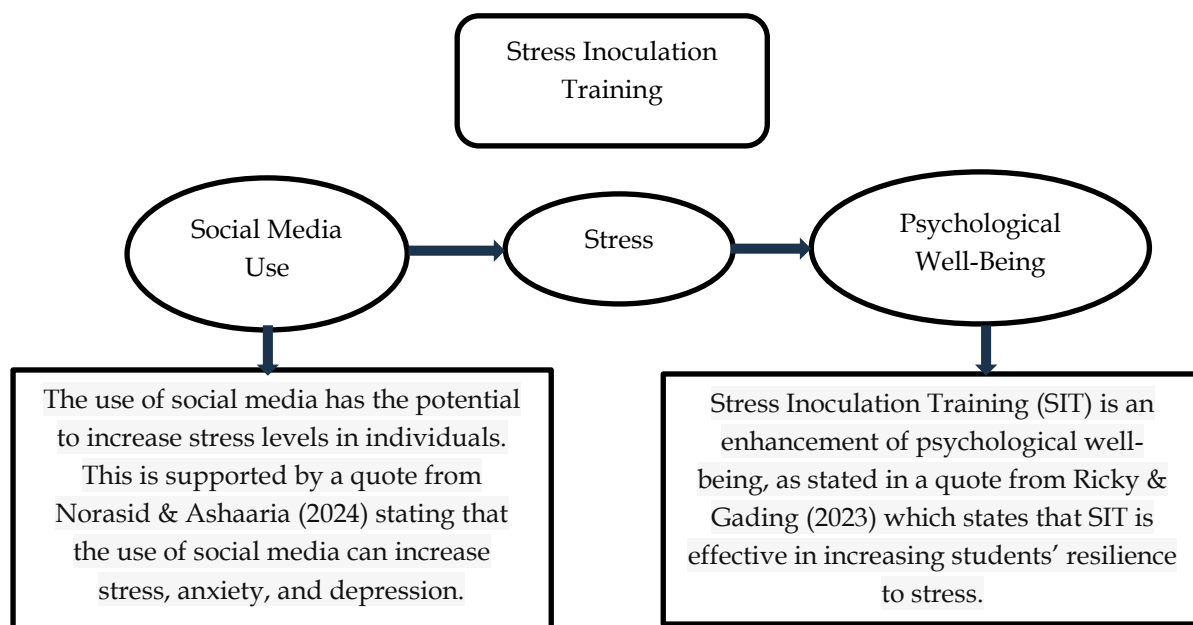 Stress Inoculation
Training
Social Media
Use
Stress
Psychological
Well-Being
The use of social media has the potential
to increase stress levels in individuals.
This is supported by a quote from
Norasid & Ashaaria (2024) stating that
the use of social media can increase
stress, anxiety, and depression.
Stress Inoculation Training (SIT) is an
enhancement of psychological well-
being, as stated in a quote from Ricky &
Gading (2023) which states that SIT is
effective in increasing students’ resilience
to stress.